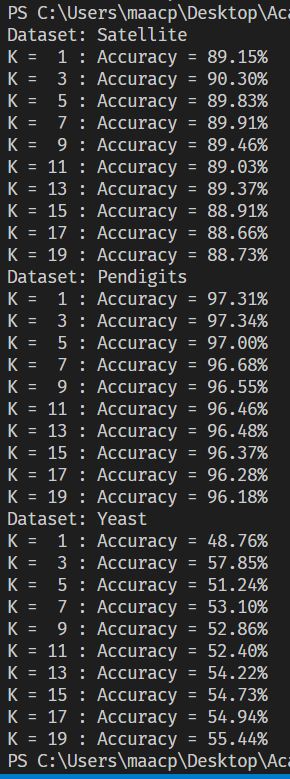 PS C:\Users\maacp\Desktop\Aca
Dataset: Satellite
K =  1 : Accuracy = 89.15%
K =  3 : Accuracy = 90.30%
K =  5 : Accuracy = 89.83%
K =  7 : Accuracy = 89.91%
K =  9 : Accuracy = 89.46%
K = 11 : Accuracy = 89.03%
K = 13 : Accuracy = 89.37%
K = 15 : Accuracy = 88.91%
K = 17 : Accuracy = 88.66%
K = 19 : Accuracy = 88.73%
Dataset: Pendigits
K =  1 : Accuracy = 97.31%
K =  3 : Accuracy = 97.34%
K =  5 : Accuracy = 97.00%
K =  7 : Accuracy = 96.68%
K =  9 : Accuracy = 96.55%
K = 11 : Accuracy = 96.46%
K = 13 : Accuracy = 96.48%
K = 15 : Accuracy = 96.37%
K = 17 : Accuracy = 96.28%
K = 19 : Accuracy = 96.18%
Dataset: Yeast
K =  1 : Accuracy = 48.76%
K =  3 : Accuracy = 57.85%
K =  5 : Accuracy = 51.24%
K =  7 : Accuracy = 53.10%
K =  9 : Accuracy = 52.86%
K = 11 : Accuracy = 52.40%
K = 13 : Accuracy = 54.22%
K = 15 : Accuracy = 54.73%
K = 17 : Accuracy = 54.94%
K = 19 : Accuracy = 55.44%
PS C:\Users\maacp\Desktop\Aca